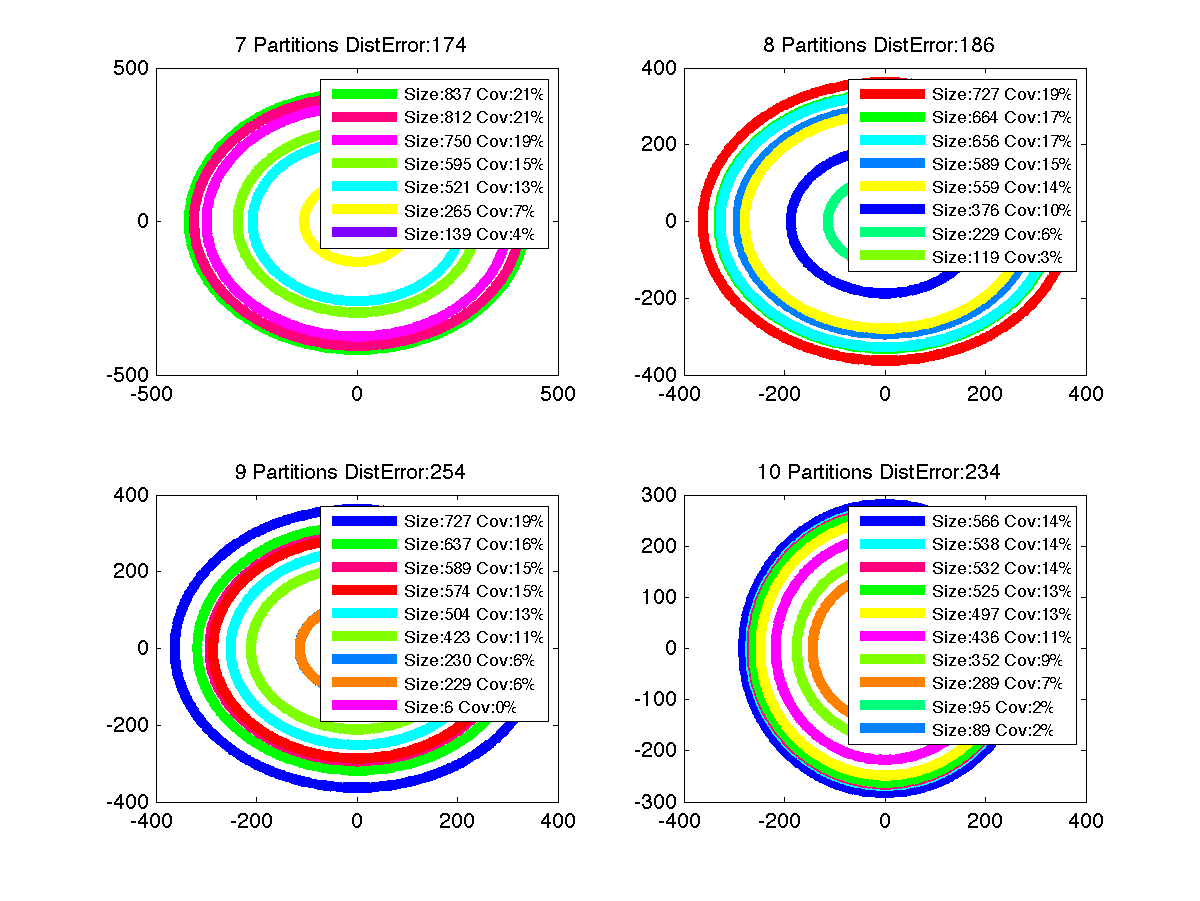 7 Partitions DistError:174
500
0
-500
-500 0 500
Size:837 Cov:21%
Size:812 Cov:21%
Size:750 Cov:19%
Size:595 Cov:15%
Size:521 Cov:13%
Size:265 Cov:7%
Size:139 Cov:4%
8 Partitions DistError:186
400
200
0
-200
-400
-400 -200 0 200 400
Size:727 Cov:19%
Size:664 Cov:17%
Size:656 Cov:17%
Size:589 Cov:15%
Size:559 Cov:14%
Size:376 Cov:10%
Size:229 Cov:6%
Size:119 Cov:3%
9 Partitions DistError:254
400
200
0
-200
-400
-400 -200 0 200 400
Size:727 Cov:19%
Size:637 Cov:16%
Size:589 Cov:15%
Size:574 Cov:15%
Size:504 Cov:13%
Size:423 Cov:11%
Size:230 Cov:6%
Size:229 Cov:6%
Size:6 Cov:0%
10 Partitions DistError:234
300
200
100
0
-100
-200
-300
-400 -200 0 200 400
Size:566 Cov:14%
Size:538 Cov:14%
Size:532 Cov:14%
Size:525 Cov:13%
Size:497 Cov:13%
Size:436 Cov:11%
Size:352 Cov:9%
Size:289 Cov:7%
Size:95 Cov:2%
Size:89 Cov:2%